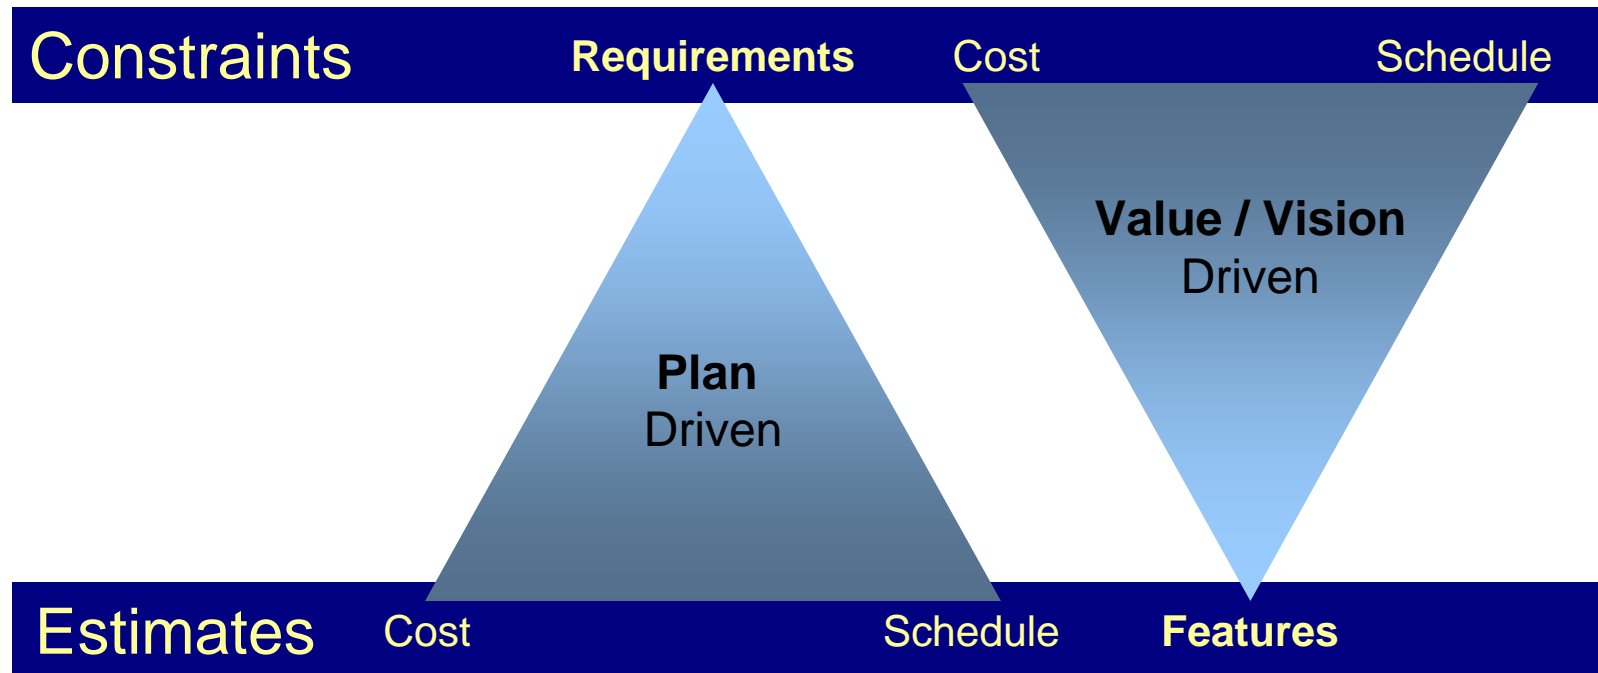 Constraints Requirements Cost Schedule
Value / Vision
Driven
Plan
Driven
Estimates Cost Schedule Features